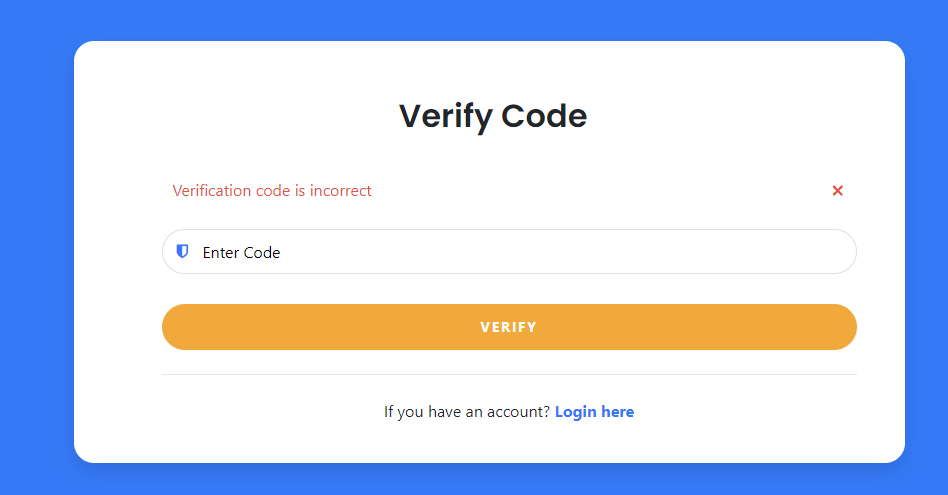 Verify Code
Verification code is incorrect ×
Enter Code
VERIFY
If you have an account? Login here